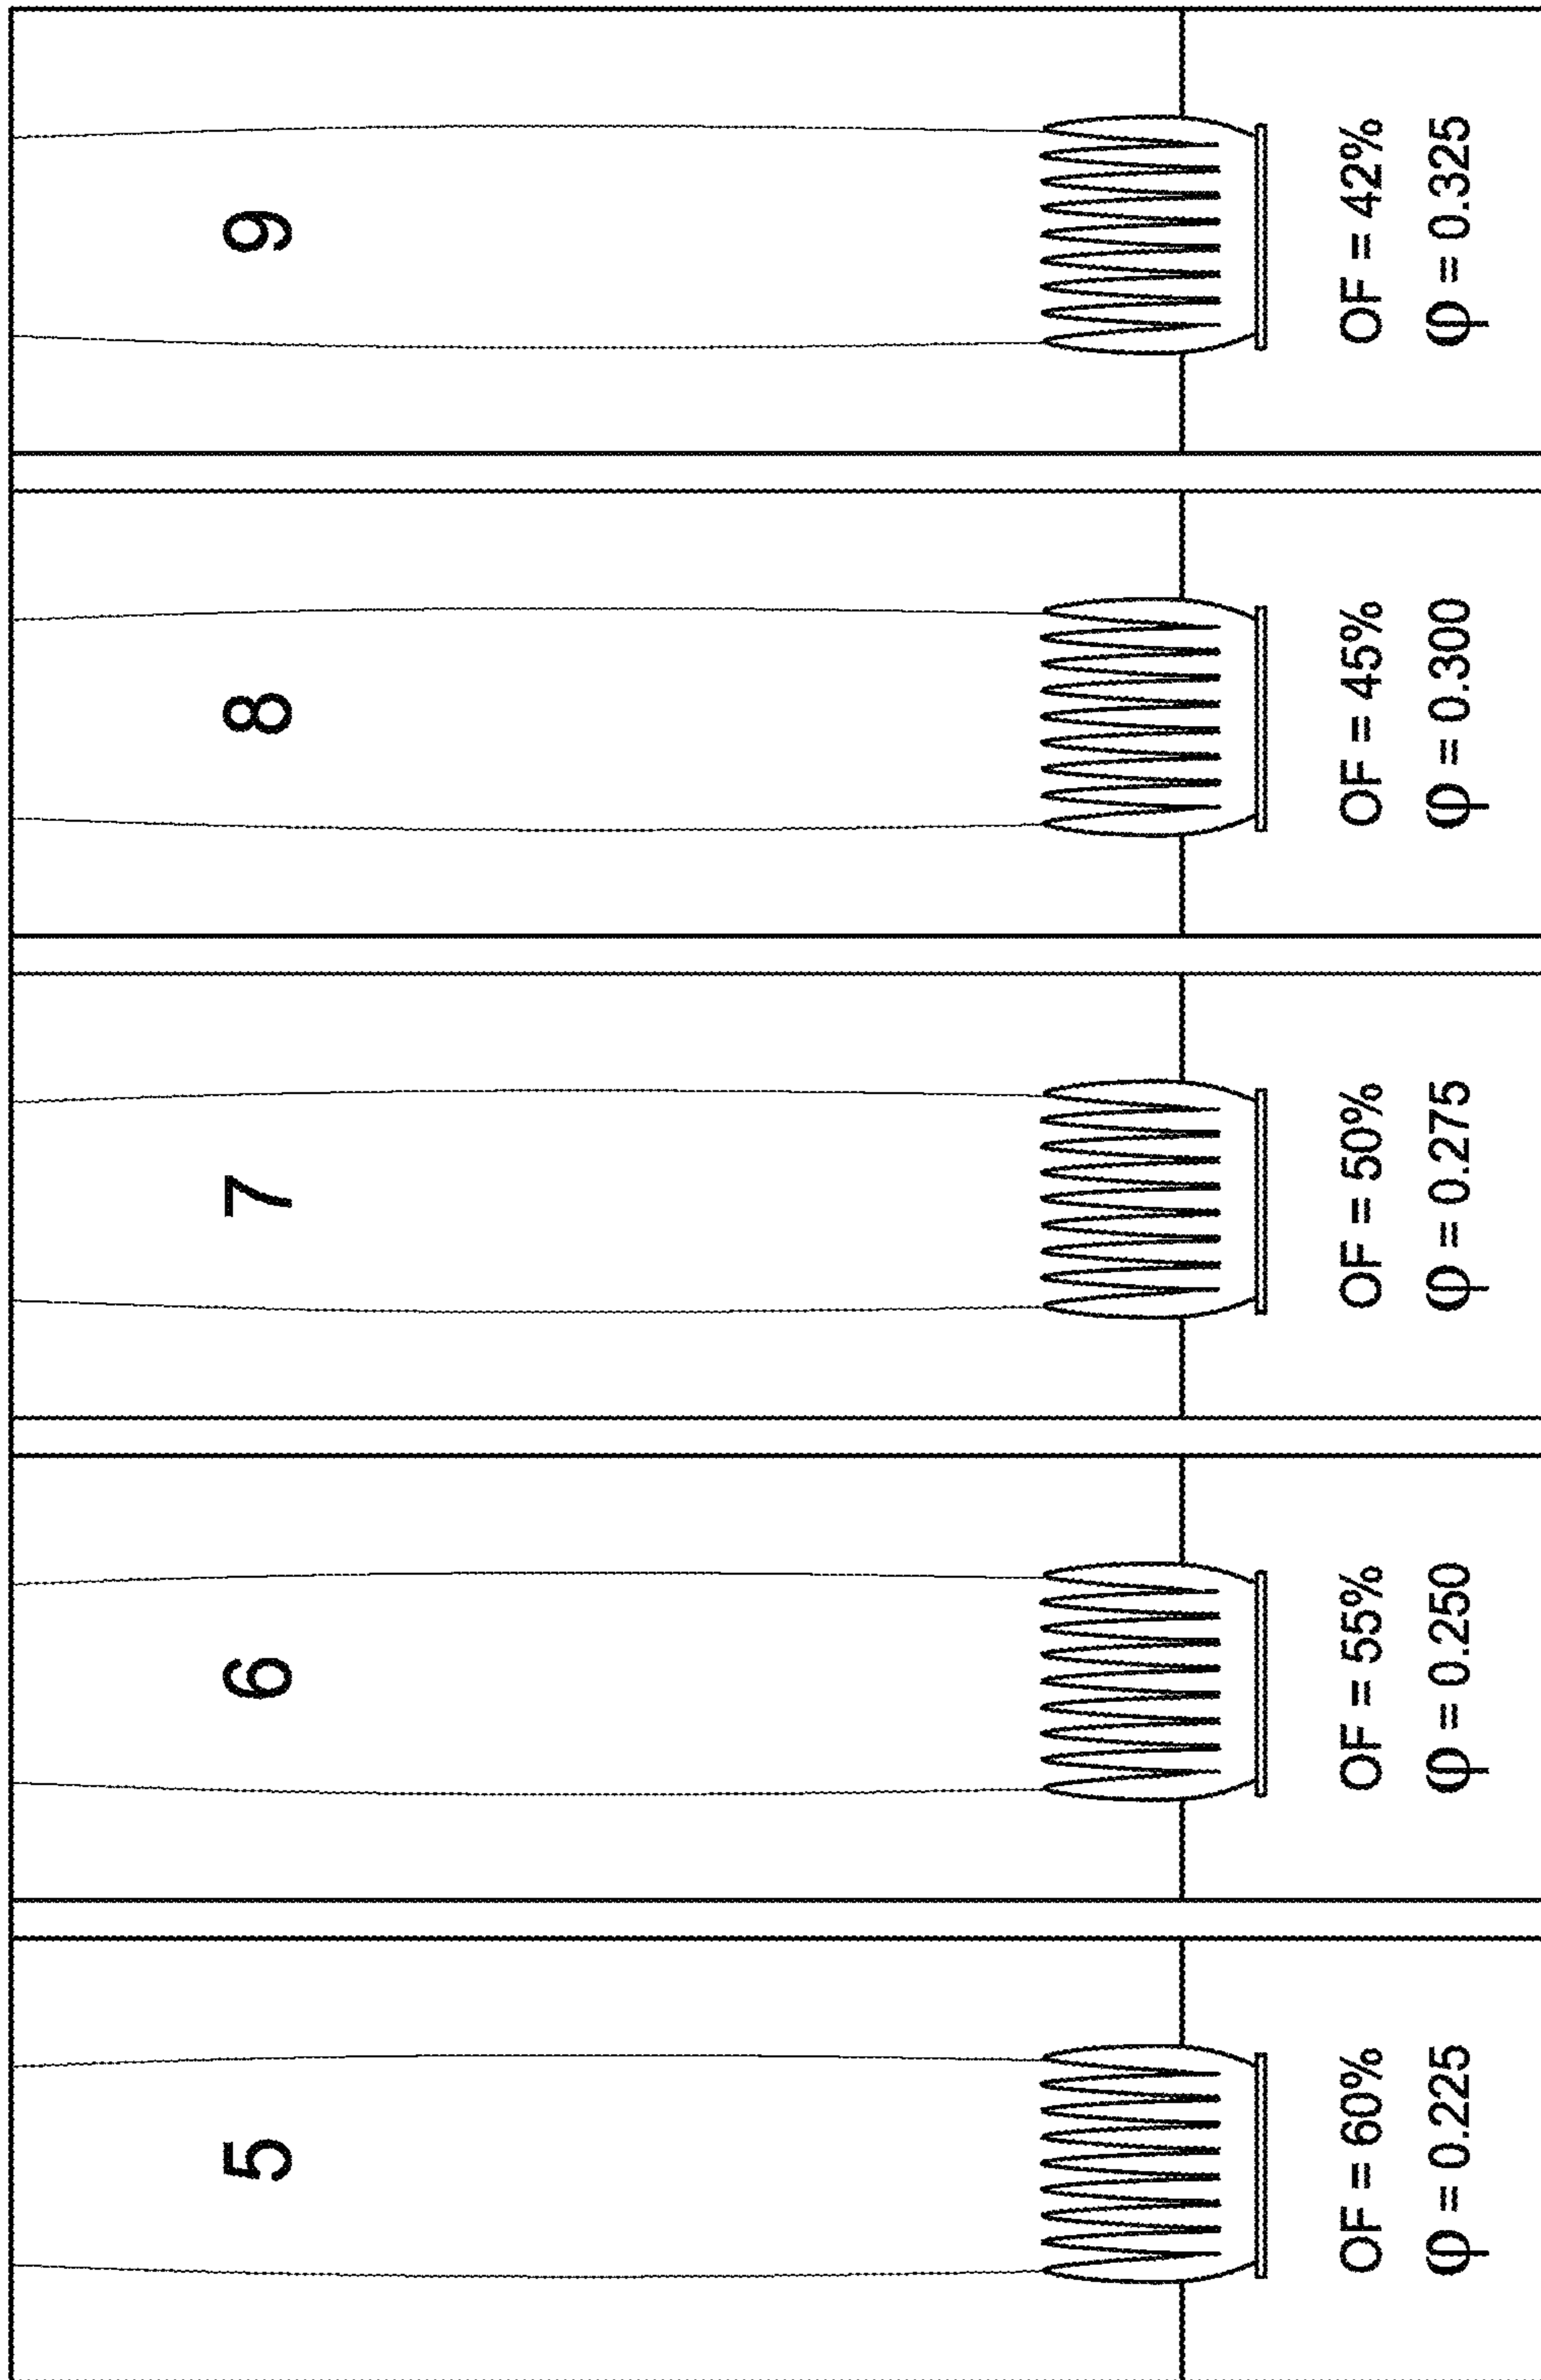 5
OF = 60%
φ = 0.225
6
OF = 55%
φ = 0.250
7
OF = 50%
φ = 0.275
8
OF = 45%
φ = 0.300
9
OF = 42%
φ = 0.325